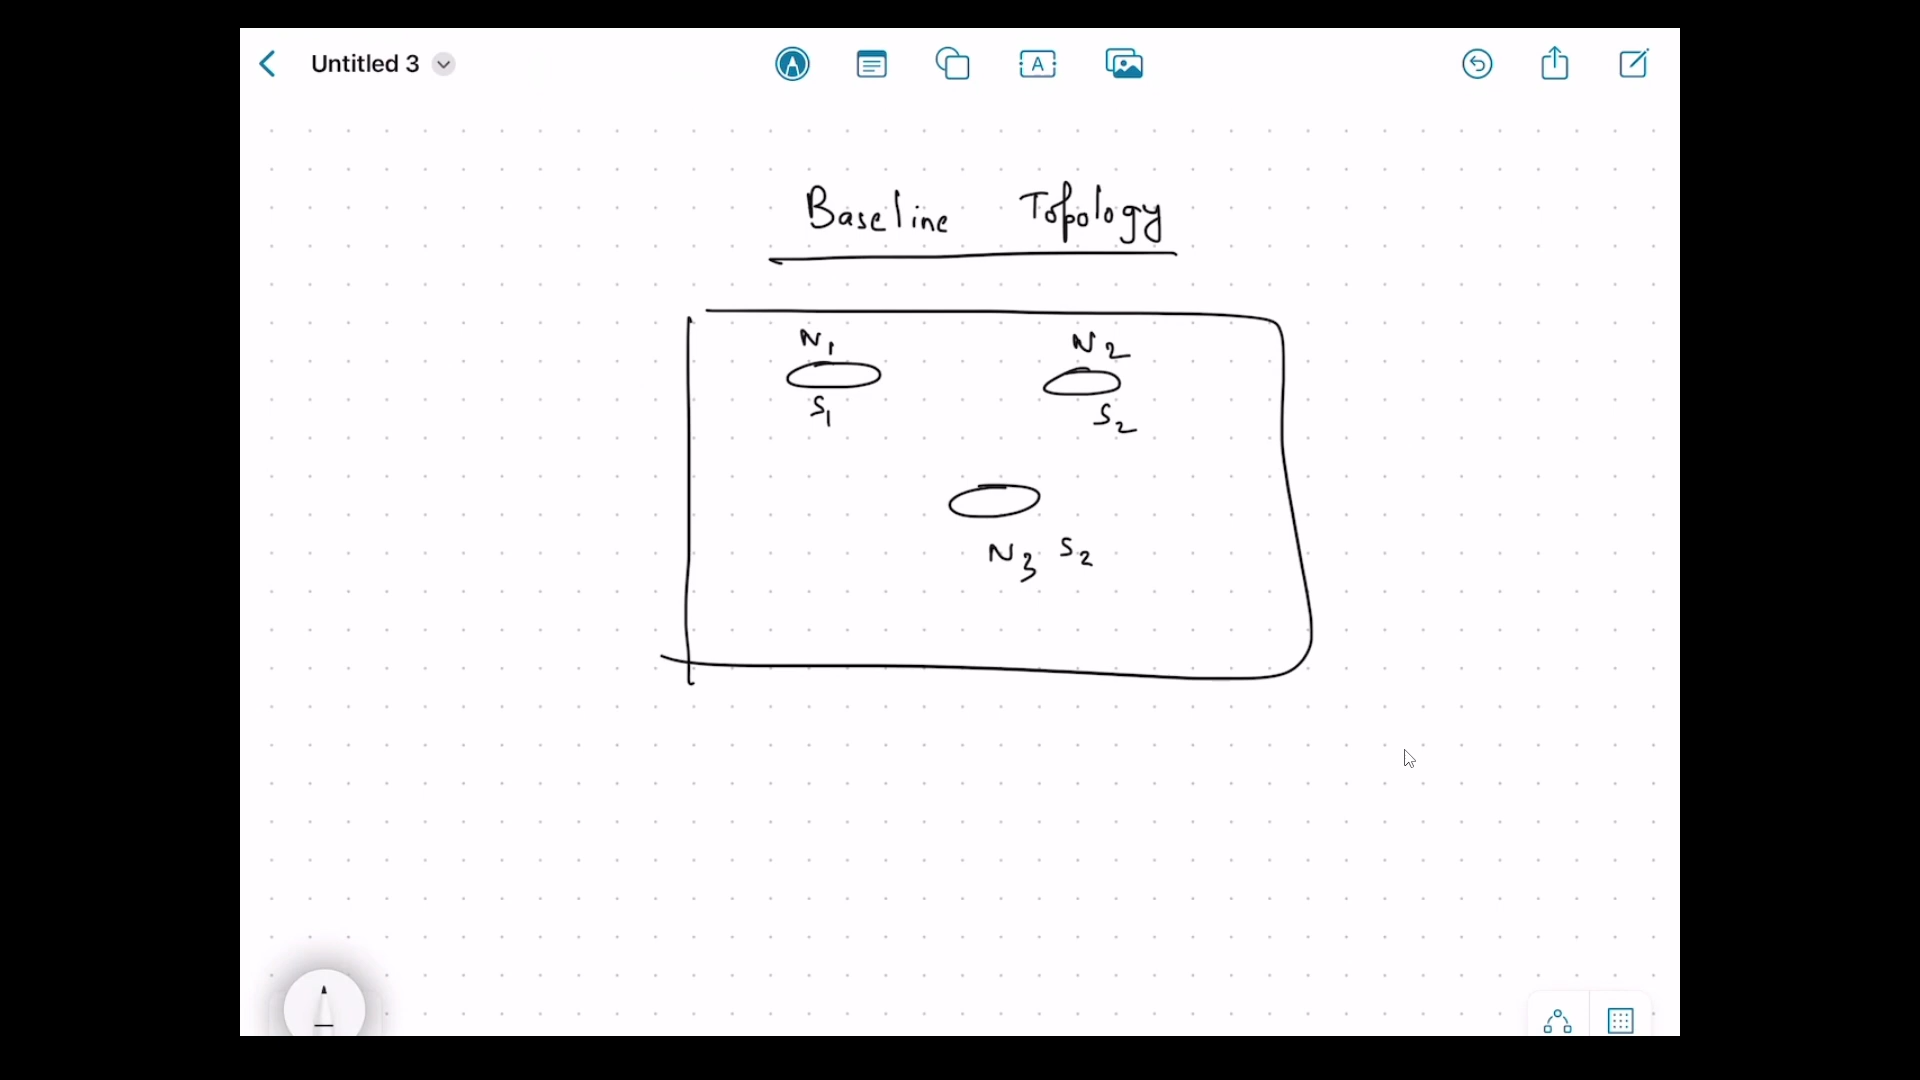 Untitled 3
A
Baseline Topology
N1
N2
S1
S2
N3 S2